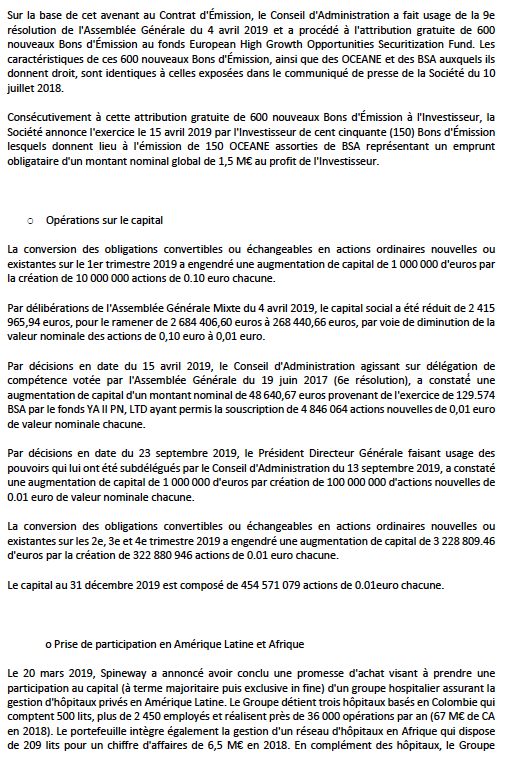 Sur la base de cet avenant au Contrat d'Émission, le Conseil d'Administration a fait usage de la 9e
résolution de l'Assemblée Générale du 4 avril 2019 et a procédé à l'attribution gratuite de 600
nouveaux Bons d'Émission au fonds European High Growth Opportunities Securitization Fund. Les
caractéristiques de ces 600 nouveaux Bons d'Émission, ainsi que des OCEANE et des BSA auxquels ils
donnent droit, sont identiques à celles exposées dans le communiqué de presse de la Société du 10
juillet 2018.
Consécutivement à cette attribution gratuite de 600 nouveaux Bons d'Émission à l'Investisseur, la
Société annonce l'exercice le 15 avril 2019 par l'Investisseur de cent cinquante (150) Bons d'Émission
lesquels donnent lieu à l'émission de 150 OCEANE assorties de BSA représentant un emprunt
obligataire d'un montant nominal global de 1,5 M€ au profit de l'Investisseur.
○ Opérations sur le capital
La conversion des obligations convertibles ou échangeables en actions ordinaires nouvelles ou
existantes sur le 1er trimestre 2019 a engendré une augmentation de capital de 1 000 000 d'euros par
la création de 10 000 000 actions de 0.10 euro chacune.
Par délibérations de l'Assemblée Générale Mixte du 4 avril 2019, le capital social a été réduit de 2 415
965,94 euros, pour le ramener de 2 684 406,60 euros à 268 440,66 euros, par voie de diminution de la
valeur nominale des actions de 0,10 euro à 0,01 euro.
Par décisions en date du 15 avril 2019, le Conseil d'Administration agissant sur délégation de
compétence votée par l'Assemblée Générale du 19 juin 2017 (6e résolution), a constaté une
augmentation de capital d'un montant nominal de 48 640,67 euros provenant de l'exercice de 129.574
BSA par le fonds YA II PN, LTD ayant permis la souscription de 4 846 064 actions nouvelles de 0,01 euro
de valeur nominale chacune.
Par décisions en date du 23 septembre 2019, le Président Directeur Générale faisant usage des
pouvoirs qui lui ont été subdélégués par le Conseil d'Administration du 13 septembre 2019, a constaté
une augmentation de capital de 1 000 000 d'euros par création de 100 000 000 d'actions nouvelles de
0.01 euro de valeur nominale chacune.
La conversion des obligations convertibles ou échangeables en actions ordinaires nouvelles ou
existantes sur les 2e, 3e et 4e trimestre 2019 a engendré une augmentation de capital de 3 228 809.46
d'euros par la création de 322 880 946 actions de 0.01 euro chacune.
Le capital au 31 décembre 2019 est composé de 454 571 079 actions de 0.01euro chacune.
o Prise de participation en Amérique Latine et Afrique
Le 20 mars 2019, Spineway a annoncé avoir conclu une promesse d'achat visant à prendre une
participation au capital (à terme majoritaire puis exclusive in fine) d'un groupe hospitalier assurant la
gestion d'hôpitaux privés en Amérique Latine. Le Groupe détient trois hôpitaux basés en Colombie qui
comptent 500 lits, plus de 2 450 employés et réalisent près de 36 000 opérations par an (67 M€ de CA
en 2018). Le portefeuille intègre également la gestion d'un réseau d'hôpitaux en Afrique qui dispose
de 209 lits pour un chiffre d'affaires de 6,5 M€ en 2018. En complément des hôpitaux, le Groupe